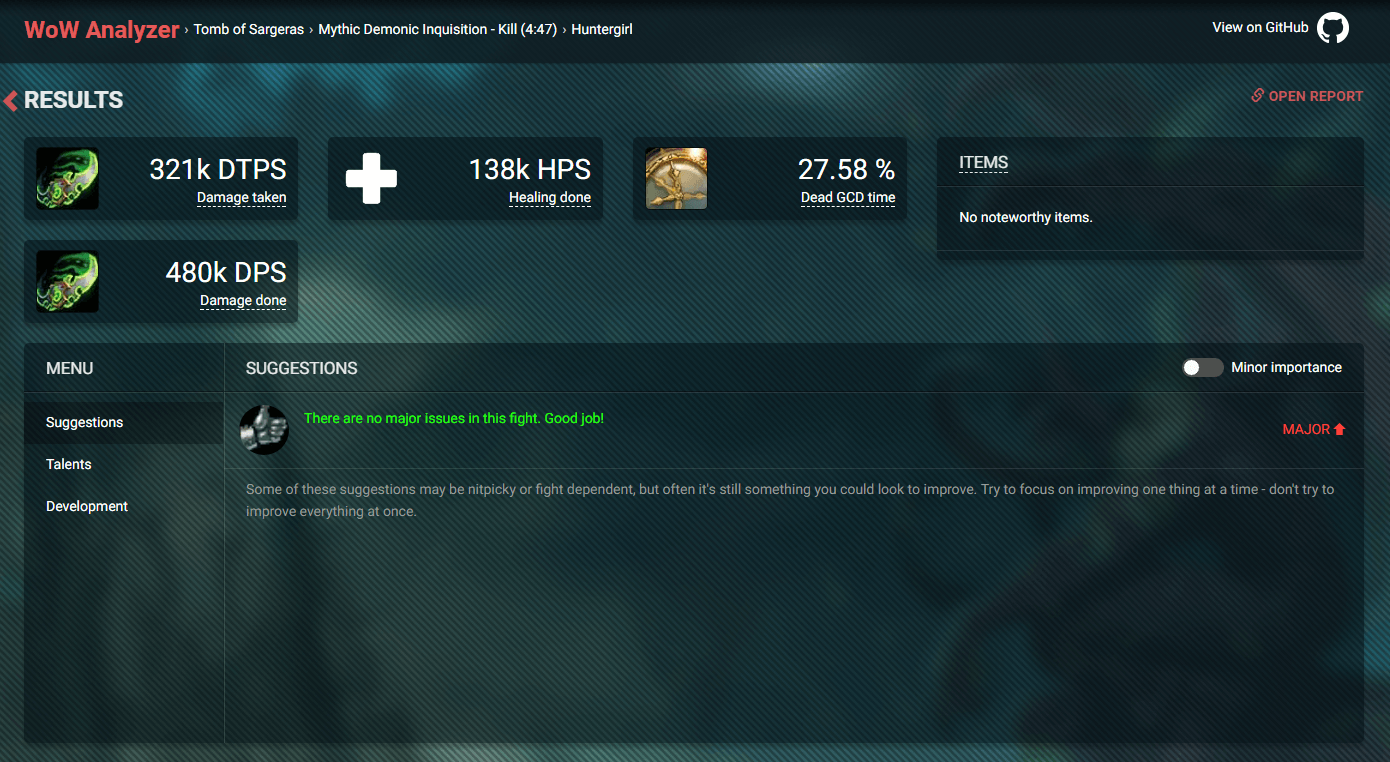 WoW Analyzer › Tomb of Sargeras › Mythic Demonic Inquisition - Kill (4:47) › Huntergirl
View on GitHub
RESULTS
OPEN REPORT
321k DTPS
Damage taken
138k HPS
Healing done
27.58 %
Dead GCD time
ITEMS
No noteworthy items.
480k DPS
Damage done
MENU
Suggestions
Talents
Development
SUGGESTIONS
Minor importance
There are no major issues in this fight. Good job!
MAJOR
Some of these suggestions may be nitpicky or fight dependent, but often it's still something you could look to improve. Try to focus on improving one thing at a time - don't try to
improve everything at once.